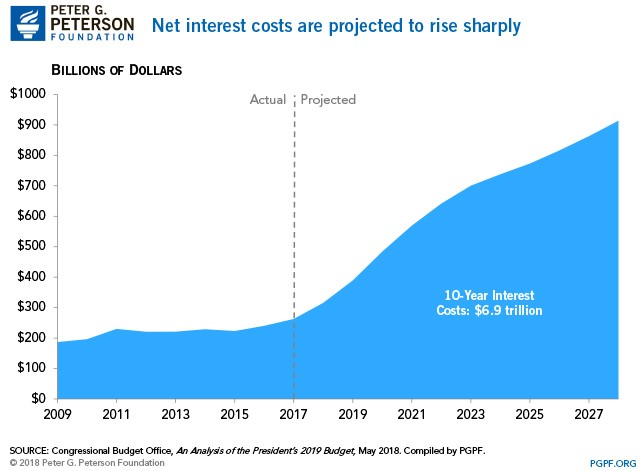 PETER G.
PETERSON
FOUNDATION
Net interest costs are projected to rise sharply
BILLIONS OF DOLLARS
Actual
Projected
$1000
$900
$800
$700
$600
$500
$400
$300
$200
$100
$0
10-Year Interest
Costs: $6.9 trillion
2009
2011
2013
2015
2017
2019
2021
2023
2025
2027
SOURCE: Congressional Budget Office, An Analysis of the President's 2019 Budget, May 2018. Compiled by PGPF.
© 2018 Peter G. Peterson Foundation
PGPF.ORG